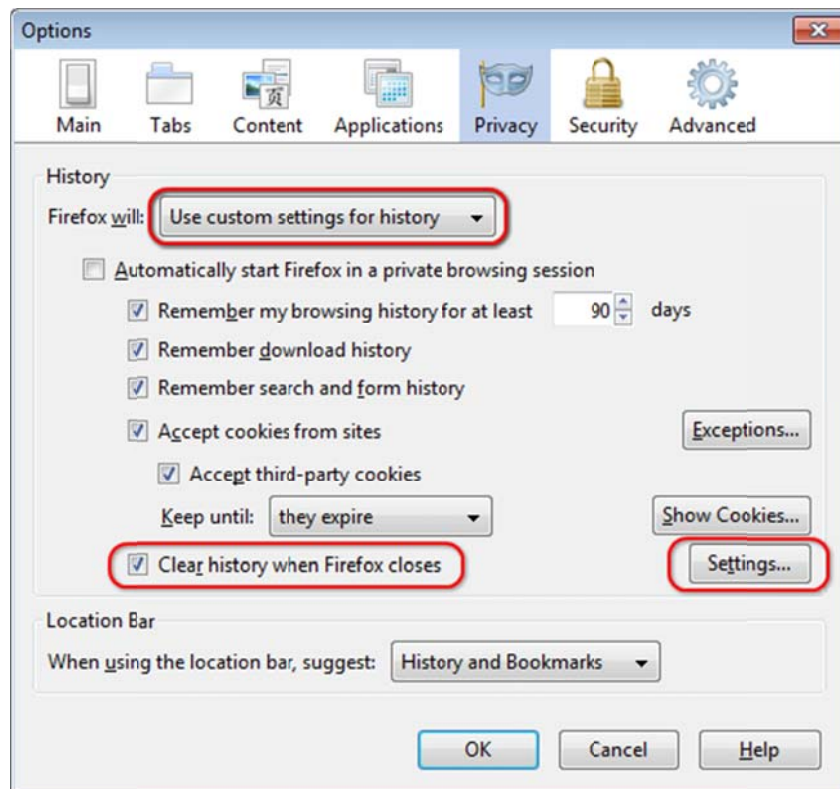 Options
Main Tabs Content Applications Privacy Security Advanced
页
History
Firefox will: Use custom settings for history
Automatically start Firefox in a private browsing session
Remember my browsing history for at least 90 days
Remember download history
Remember search and form history
Accept cookies from sites Exceptions...
Accept third-party cookies
Keep until: they expire Show Cookies...
Clear history when Firefox closes Settings...
Location Bar
When using the location bar, suggest: History and Bookmarks
OK Cancel Help